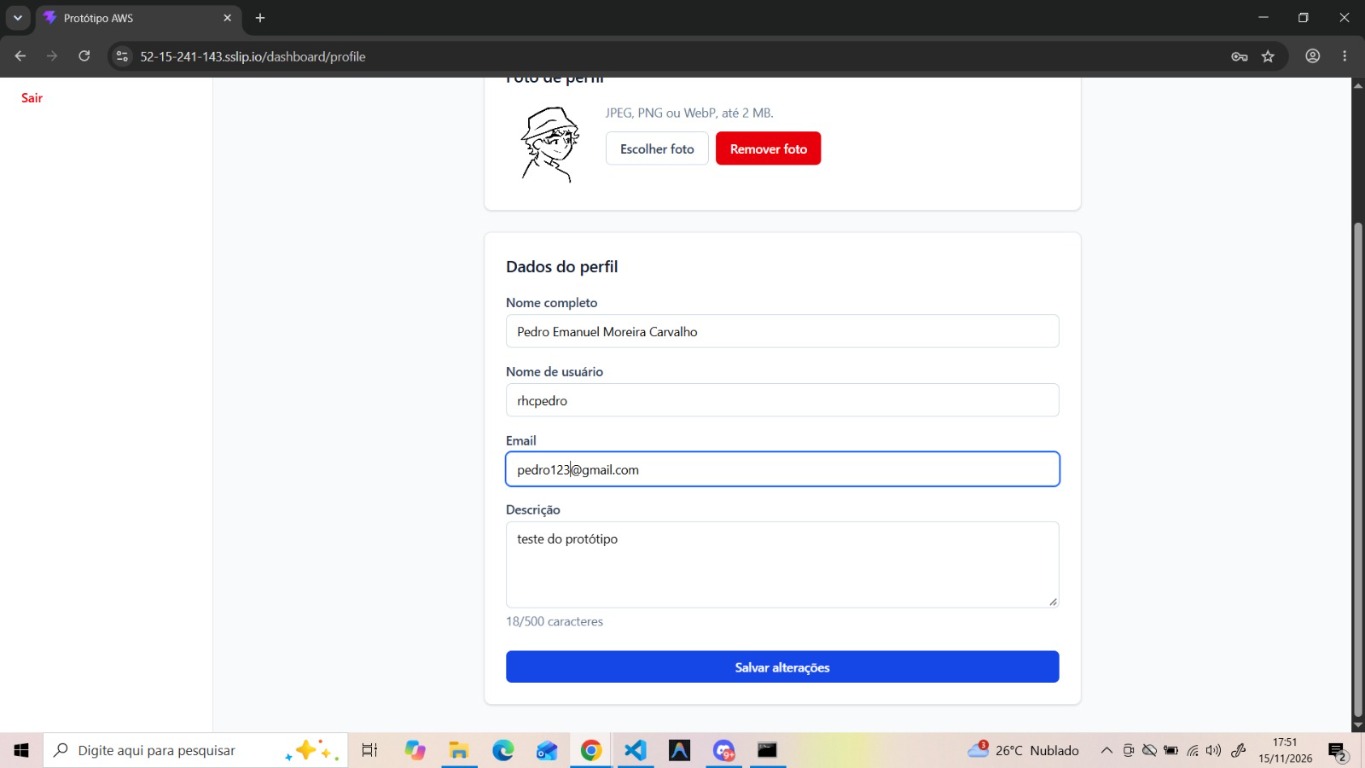 Protótipo AWS
52-15-241-143.sslip.io/dashboard/profile
Sair
Foto de perfil
JPEG, PNG ou WebP, até 2 MB.
Escolher foto
Remover foto
Dados do perfil
Nome completo
Pedro Emanuel Moreira Carvalho
Nome de usuário
rhcpedro
Email
pedro123@gmail.com
Descrição
teste do protótipo
18/500 caracteres
Salvar alterações
Digite aqui para pesquisar
1
26°C Nublado
17:51
15/11/2026
2